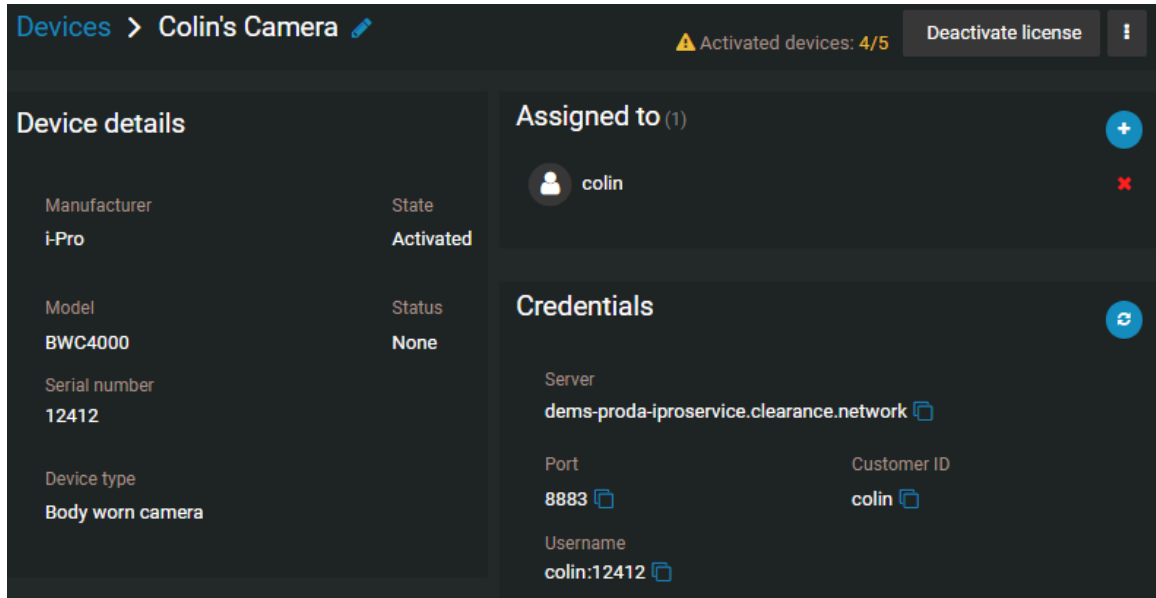 Devices > Colin's Camera
Activated devices: 4/5
Deactivate license
Device details
Manufacturer
i-Pro
State
Activated
Model
BWC4000
Status
None
Serial number
12412
Device type
Body worn camera
Assigned to (1)
colin
Credentials
Server
dems-proda-iproservice.clearance.network
Port
8883
Customer ID
colin
Username
colin:12412